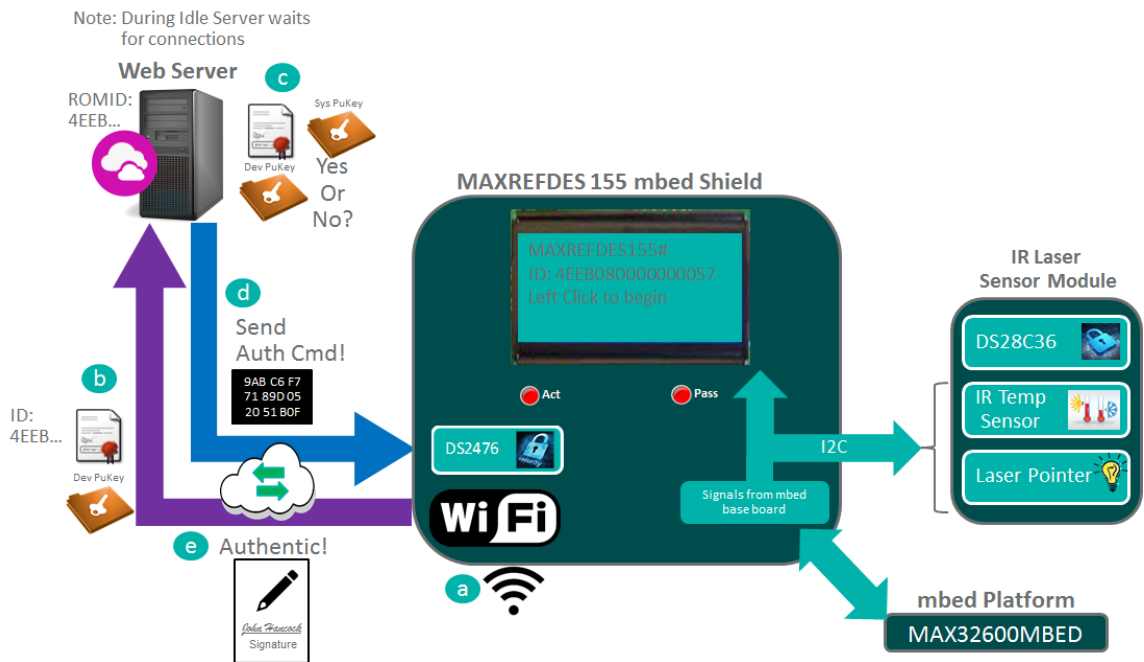 Note: During Idle Server waits
for connections
Web Server
c
ROMID:
4EEB...
Sys PuKey
Dev PuKey
Yes
Or
No?
MAXREFDES 155 mbed Shield
MAXREFDES155#
ID: 4EEB080000000057
Left Click to begin
IR Laser
Sensor Module
DS28C36
IR Temp
Sensor
Laser Pointer
d
Send
Auth Cmd!
9AB C6 F7
71 89D 05
20 51 B0F
b
ID:
4EEB...
Dev PuKey
Act
Pass
DS2476
security
I2C
Signals from mbed
base board
Wi Fi
e
Authentic!
John Hancock
Signature
a
mbed Platform
MAX32600MBED